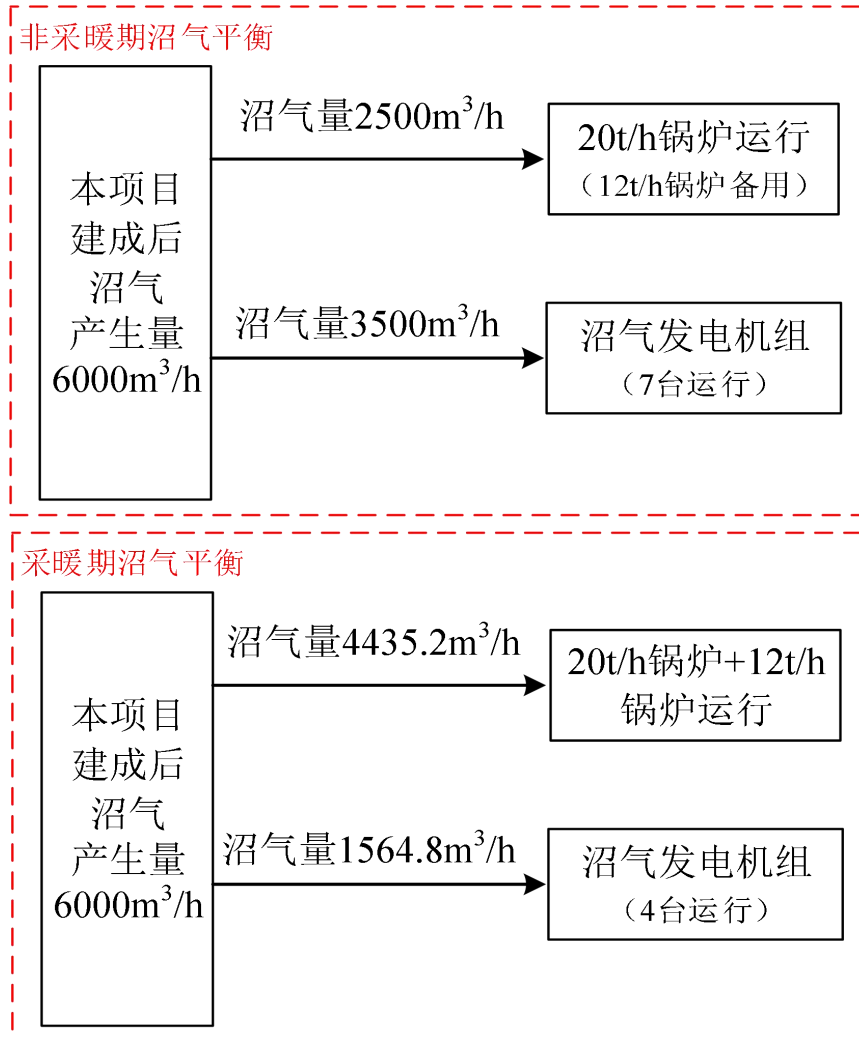 非采暖期沼气平衡
沼气量2500m³/h
20t/h锅炉运行
（12t/h锅炉备用）
本项目
建成后
沼气
产生量
6000m³/h
沼气量3500m³/h
沼气发电机组
（7台运行）
采暖期沼气平衡
沼气量4435.2m³/h
20t/h锅炉+12t/h
锅炉运行
本项目
建成后
沼气
产生量
6000m³/h
沼气量1564.8m³/h
沼气发电机组
（4台运行）